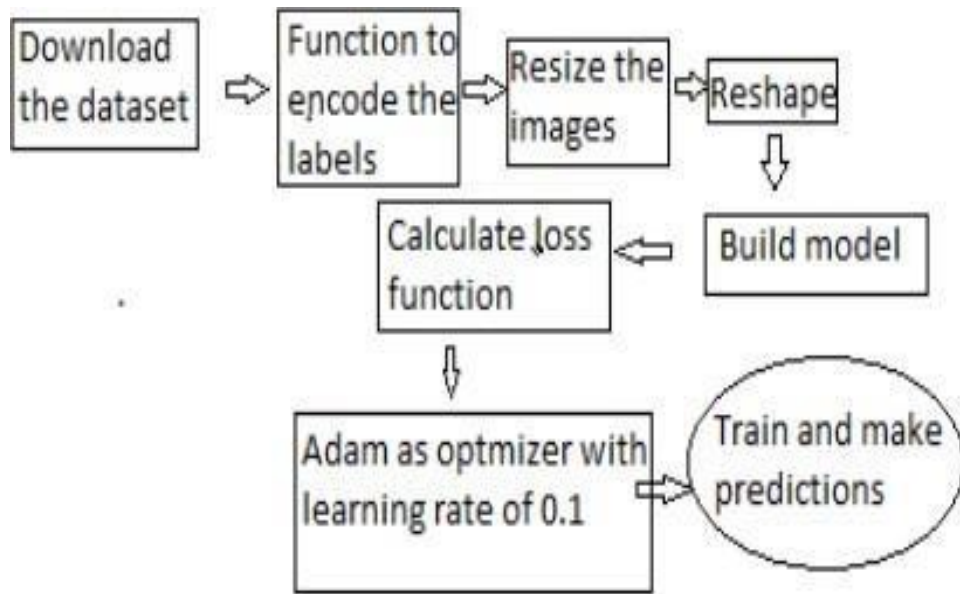 Download
the dataset
Function to
encode the
labels
Resize the
images
Reshape
Build model
Calculate loss
function
Adam as optmizer with
learning rate of 0.1
Train and make
predictions